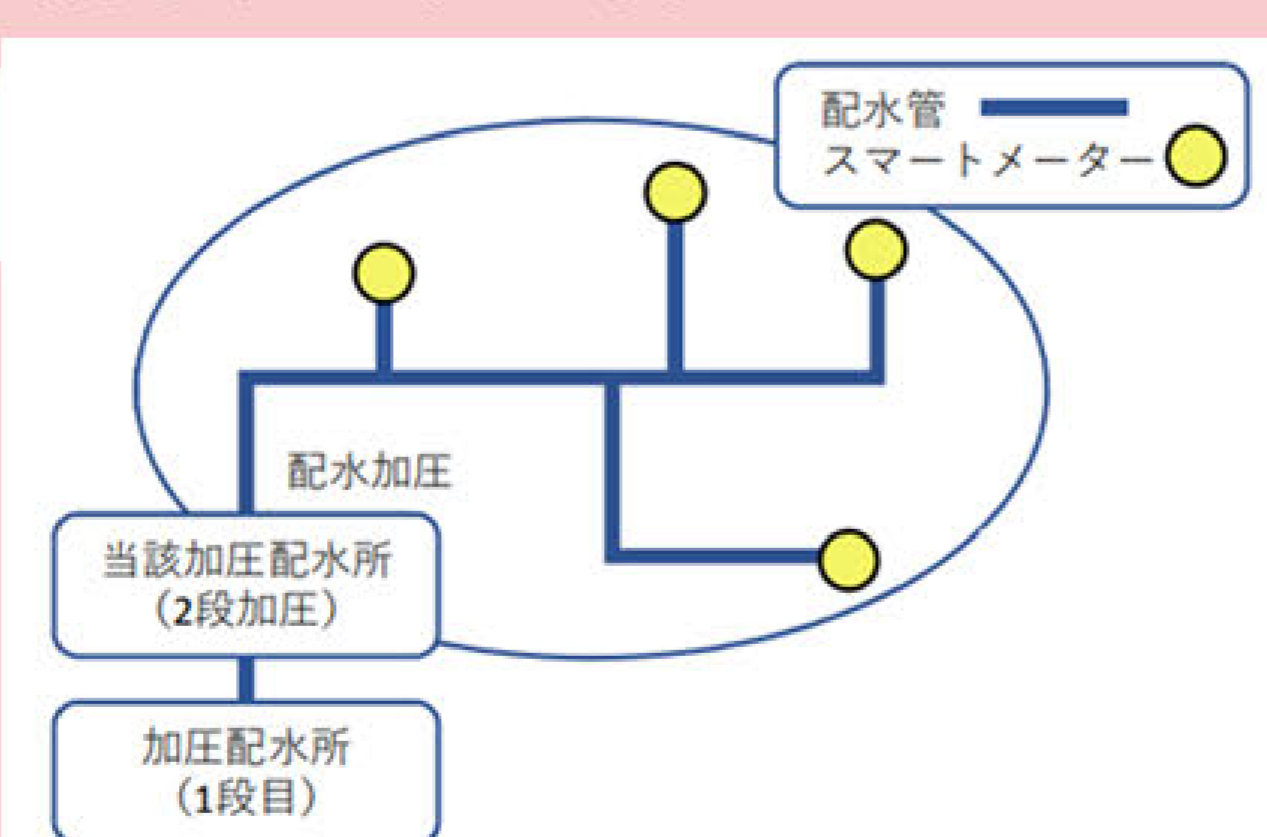 配水管
スマートメーター
配水加圧
当該加圧配水所
（2段加圧）
加圧配水所
（1段目）